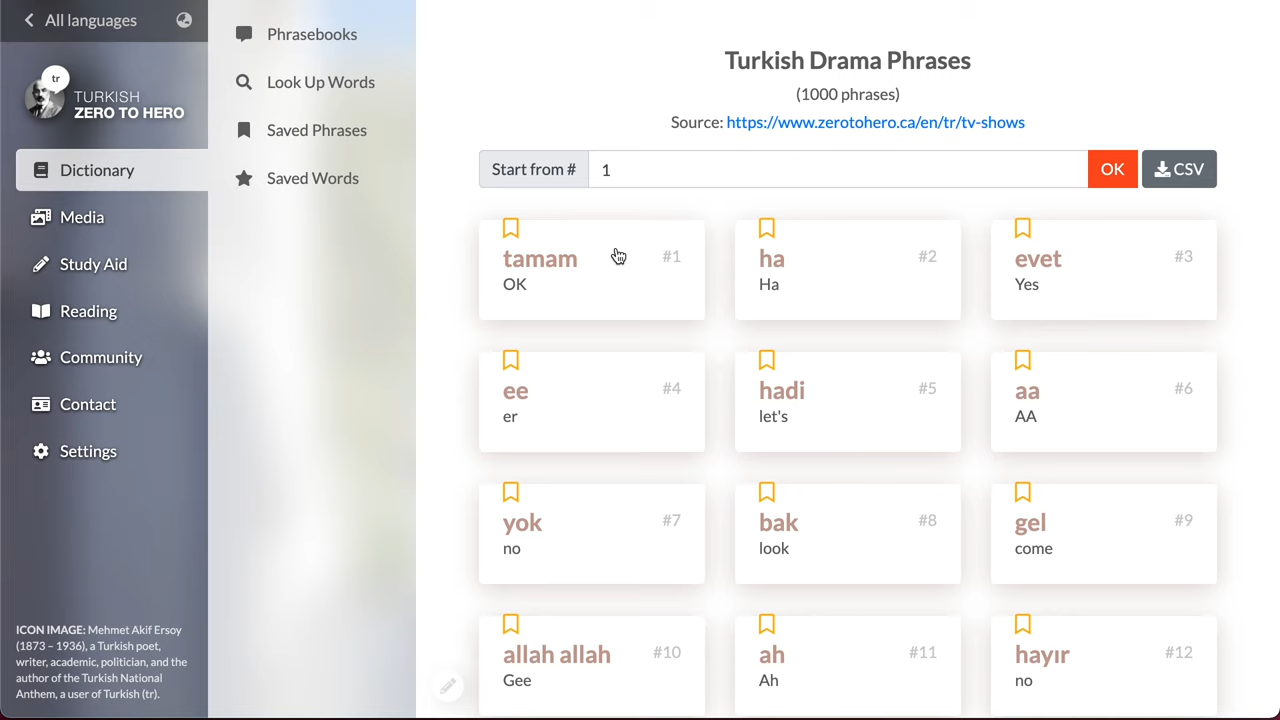 All languages
tr
TURKISH
ZERO TO HERO
Dictionary
Media
Study Aid
Reading
Community
Contact
Settings
ICON IMAGE: Mehmet Akif Ersoy
(1873 – 1936), a Turkish poet,
writer, academic, politician, and the
author of the Turkish National
Anthem, a user of Turkish (tr).
Phrasebooks
Look Up Words
Saved Phrases
Saved Words
Turkish Drama Phrases
(1000 phrases)
Source: https://www.zerotohero.ca/en/tr/tv-shows
Start from # 1 OK CSV
tamam #1
OK
ha #2
Ha
evet #3
Yes
ee #4
er
hadi #5
let's
aa #6
AA
yok #7
no
bak #8
look
gel #9
come
allah allah #10
Gee
ah #11
Ah
hayır #12
no